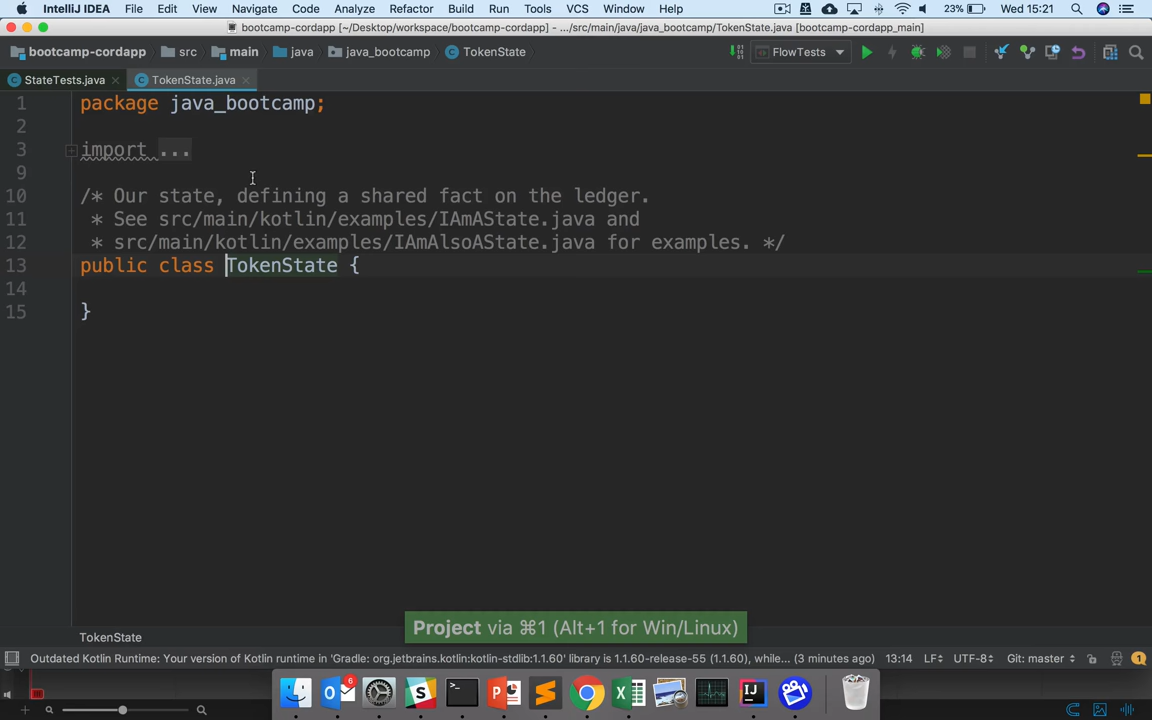 IntelliJ IDEA File Edit View Navigate Code Analyze Refactor Build Run Tools VCS Window Help 23% Wed 15:21
bootcamp-cordapp [~/Desktop/workspace/bootcamp-cordapp] - .../src/main/java/java_bootcamp/TokenState.java [bootcamp-cordapp_main]
bootcamp-cordapp src main java java_bootcamp TokenState FlowTests
StateTests.java TokenState.java
1 package java_bootcamp;
2
3 import ...
9
10 /* Our state, defining a shared fact on the ledger.
11 * See src/main/kotlin/examples/IAmAState.java and
12 * src/main/kotlin/examples/IAmAlsoAState.java for examples. */
13 public class TokenState {
14
15 }
Project via ⌘1 (Alt+1 for Win/Linux)
TokenState
Outdated Kotlin Runtime: Your version of Kotlin runtime in 'Gradle: org.jetbrains.kotlin:kotlin-stdlib:1.1.60' library is 1.1.60-release-55 (1.1.60), while... (3 minutes ago) 13:14 LF UTF-8 Git: master 1
6
IJ